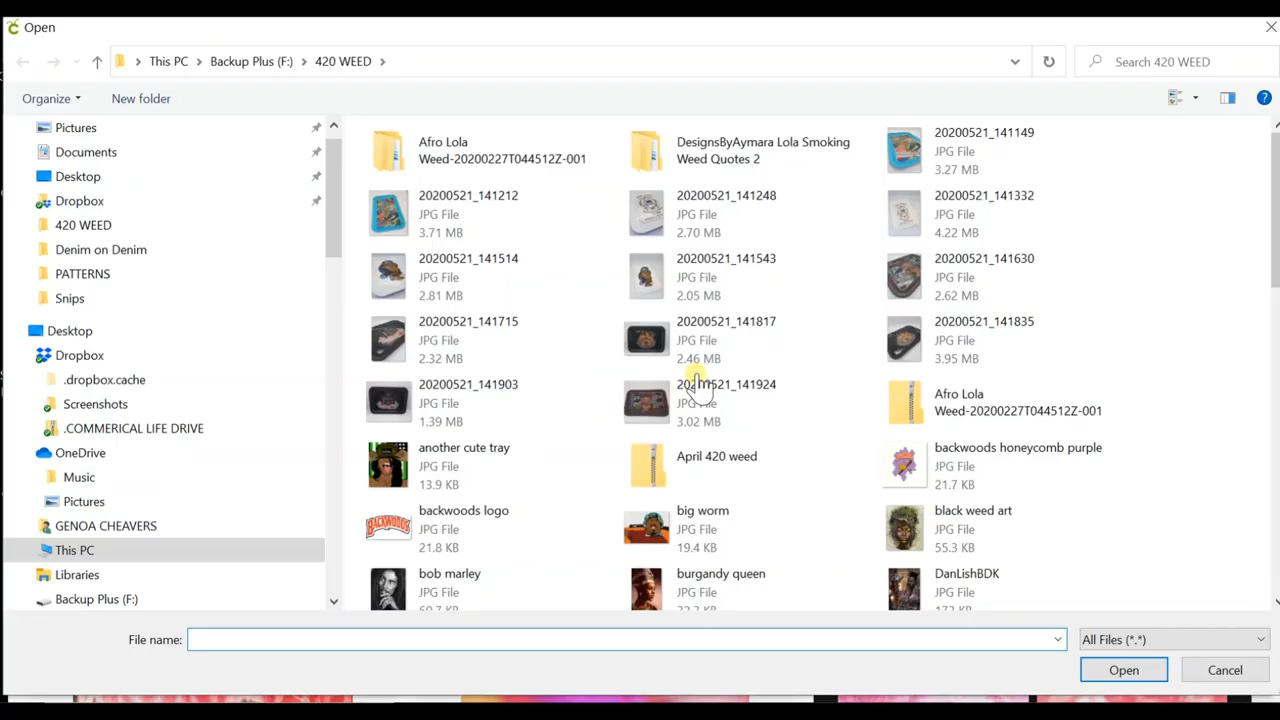 Open
This PC
Backup Plus (F:)
420 WEED
Search 420 WEED
Organize
New folder
Pictures
Documents
Desktop
Dropbox
420 WEED
Denim on Denim
PATTERNS
Snips
Desktop
Dropbox
.dropbox.cache
Screenshots
.COMMERICAL LIFE DRIVE
OneDrive
Music
Pictures
GENOA CHEAVERS
This PC
Libraries
Backup Plus (F:)
Afro Lola
Weed-20200227T044512Z-001
DesignsByAymara Lola Smoking
Weed Quotes 2
20200521_141149
JPG File
3.27 MB
20200521_141212
JPG File
3.71 MB
20200521_141248
JPG File
2.70 MB
20200521_141332
JPG File
4.22 MB
20200521_141514
JPG File
2.81 MB
20200521_141543
JPG File
2.05 MB
20200521_141630
JPG File
2.62 MB
20200521_141715
JPG File
2.32 MB
20200521_141817
JPG File
2.46 MB
20200521_141835
JPG File
3.95 MB
20200521_141903
JPG File
1.39 MB
20200521_141924
JPG File
3.02 MB
Afro Lola
Weed-20200227T044512Z-001
another cute tray
JPG File
13.9 KB
April 420 weed
backwoods honeycomb purple
JPG File
21.7 KB
BACKWOODS
backwoods logo
JPG File
21.8 KB
big worm
JPG File
19.4 KB
black weed art
JPG File
55.3 KB
bob marley
JPG File
burgandy queen
JPG File
DanLishBDK
JPG File
File name:
All Files (*.*)
Open
Cancel